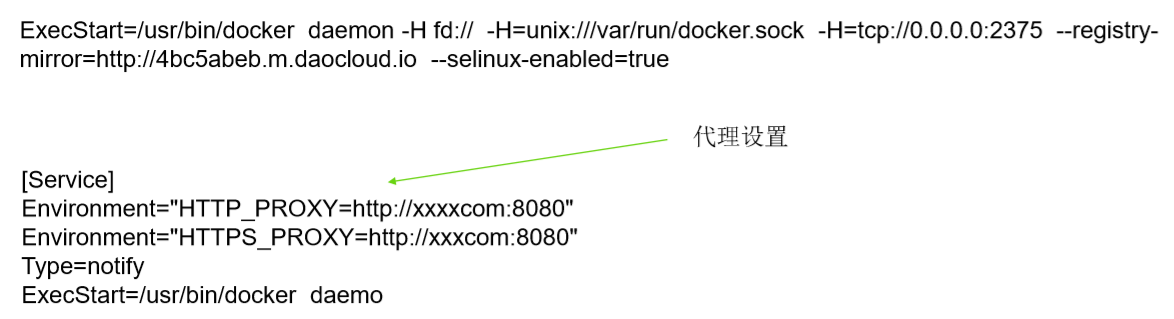 ExecStart=/usr/bin/docker daemon -H fd:// -H=unix:///var/run/docker.sock -H=tcp://0.0.0.0:2375 --registry-
mirror=http://4bc5abeb.m.daocloud.io --selinux-enabled=true
代理设置
[Service]
Environment="HTTP_PROXY=http://xxxxcom:8080"
Environment="HTTPS_PROXY=http://xxxcom:8080"
Type=notify
ExecStart=/usr/bin/docker daemo